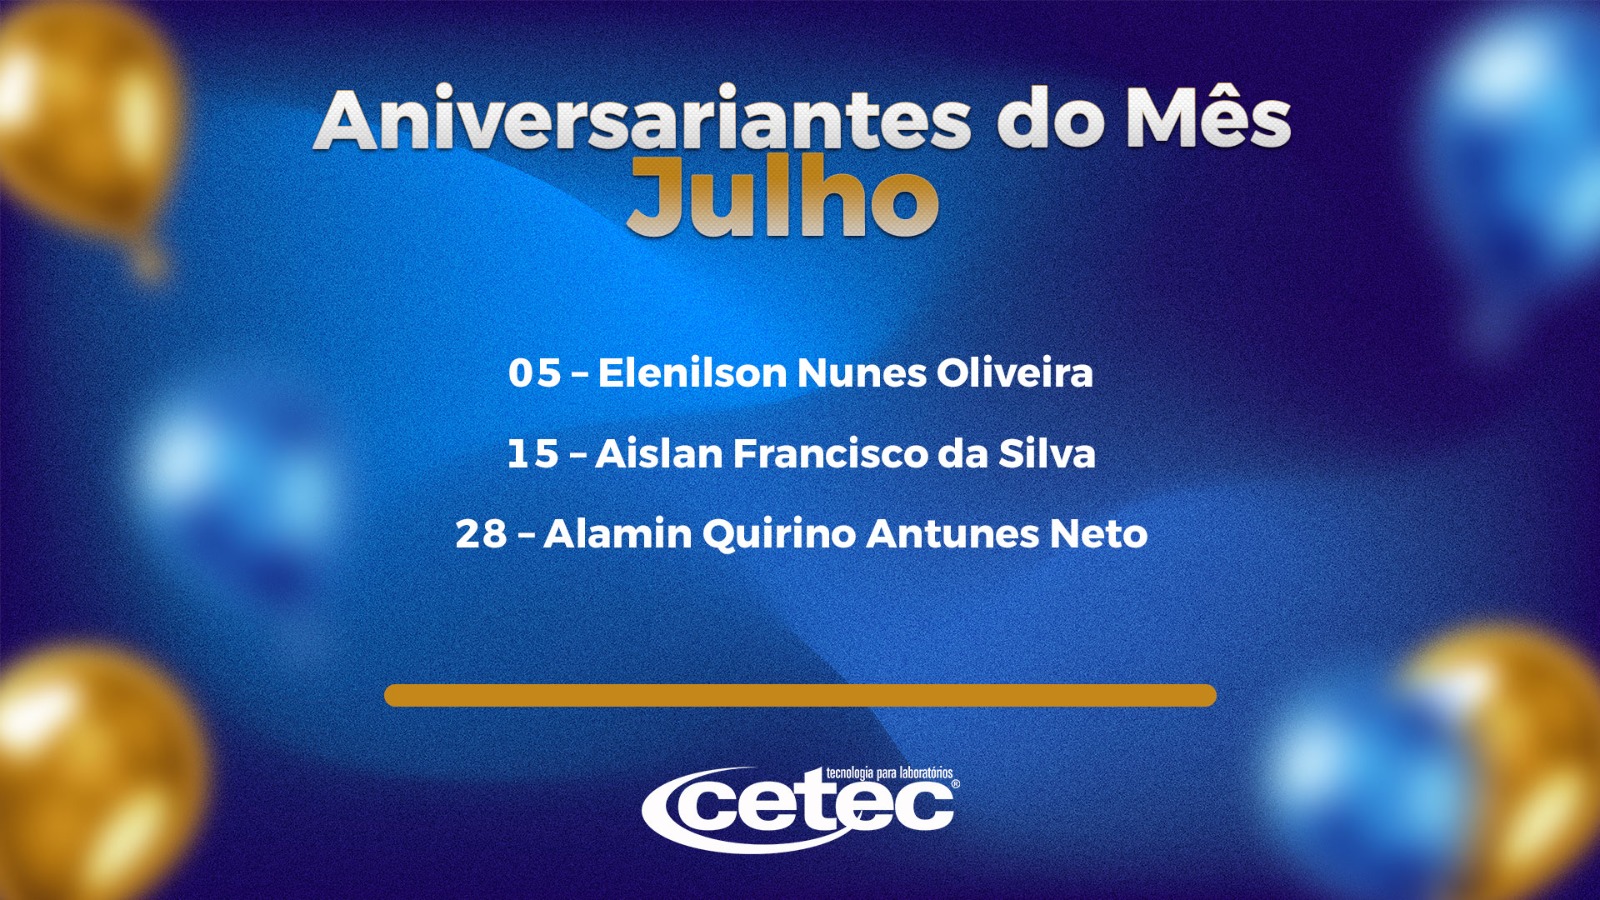 Aniversariantes do Mês
Julho
05 – Elenilson Nunes Oliveira
15 – Aislan Francisco da Silva
28 – Alamin Quirino Antunes Neto
tecnologia para laboratórios
cetec®